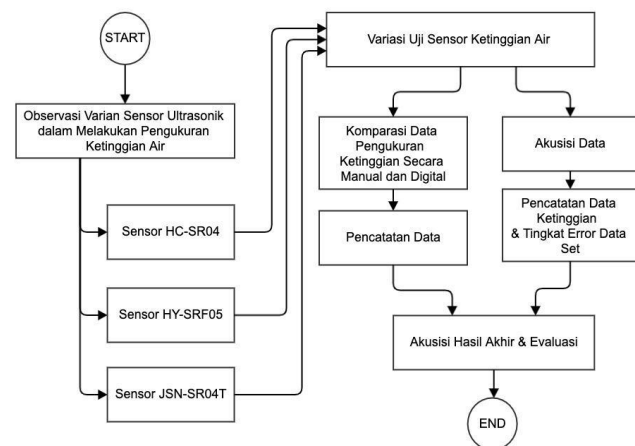 START
Observasi Varian Sensor Ultrasonik
dalam Melakukan Pengukuran
Ketinggian Air
Sensor HC-SR04
Sensor HY-SRF05
Sensor JSN-SR04T
Variasi Uji Sensor Ketinggian Air
Komparasi Data
Pengukuran
Ketinggian Secara
Manual dan Digital
Pencatatan Data
Akusisi Data
Pencatatan Data
Ketinggian
& Tingkat Error Data
Set
Akusisi Hasil Akhir & Evaluasi
END